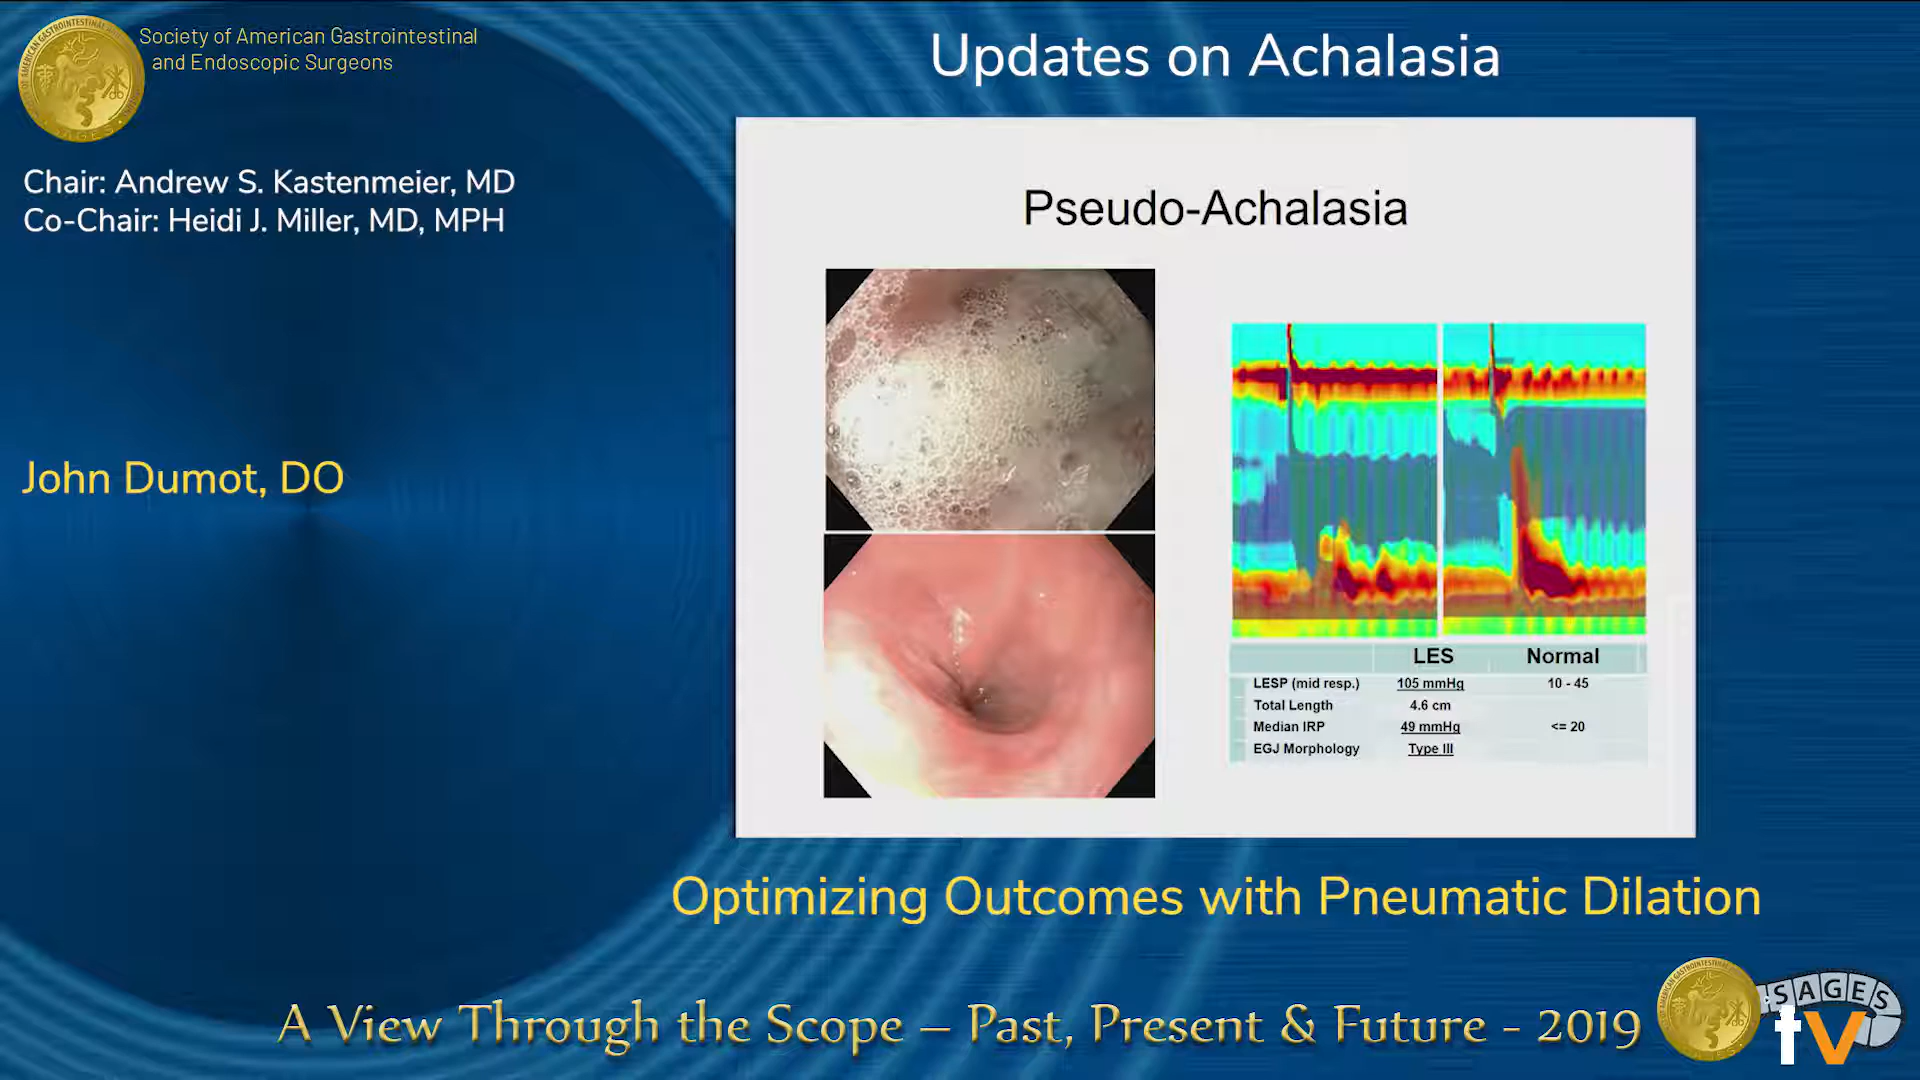 Society of American Gastrointestinal
and Endoscopic Surgeons
Updates on Achalasia
Chair: Andrew S. Kastenmeier, MD
Co-Chair: Heidi J. Miller, MD, MPH
John Dumot, DO
Pseudo-Achalasia
LES Normal
LESP (mid resp.) 105 mmHg 10 - 45
Total Length 4.6 cm
Median IRP 49 mmHg <= 20
EGJ Morphology Type III
Optimizing Outcomes with Pneumatic Dilation
A View Through the Scope – Past, Present & Future - 2019
SAGES
tv